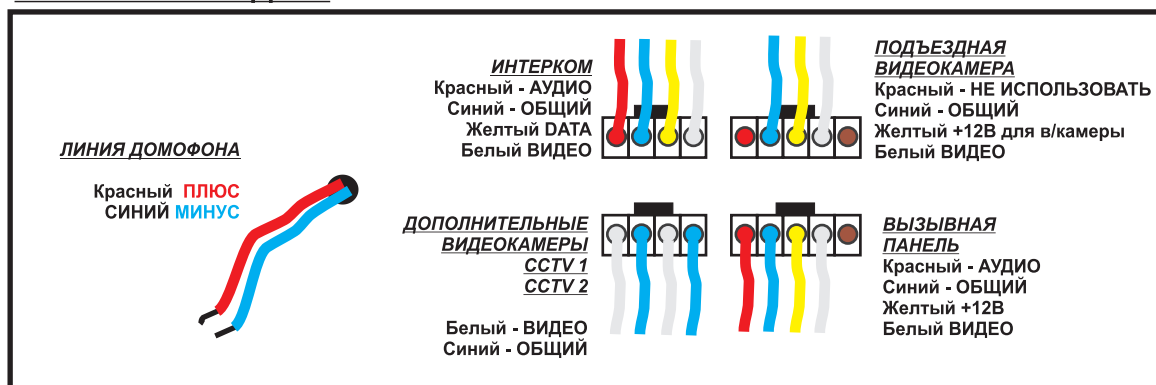 ЛИНИЯ ДОМОФОНА
Красный ПЛЮС
СИНИЙ МИНУС
ИНТЕРКОМ
Красный - АУДИО
Синий - ОБЩИЙ
Желтый DATA
Белый ВИДЕО
ПОДЪЕЗДНАЯ
ВИДЕОКАМЕРА
Красный - НЕ ИСПОЛЬЗОВАТЬ
Синий - ОБЩИЙ
Желтый +12В для в/камеры
Белый ВИДЕО
ДОПОЛНИТЕЛЬНЫЕ
ВИДЕОКАМЕРЫ
CCTV 1
CCTV 2
Белый - ВИДЕО
Синий - ОБЩИЙ
ВЫЗЫВНАЯ
ПАНЕЛЬ
Красный - АУДИО
Синий - ОБЩИЙ
Желтый +12В
Белый ВИДЕО